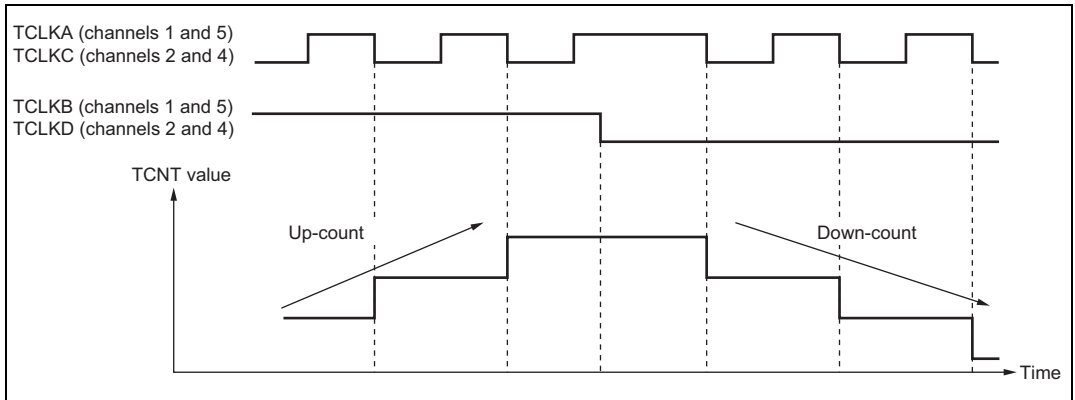 TCLKA (channels 1 and 5)
TCLKC (channels 2 and 4)
TCLKB (channels 1 and 5)
TCLKD (channels 2 and 4)
TCNT value
Up-count
Down-count
Time